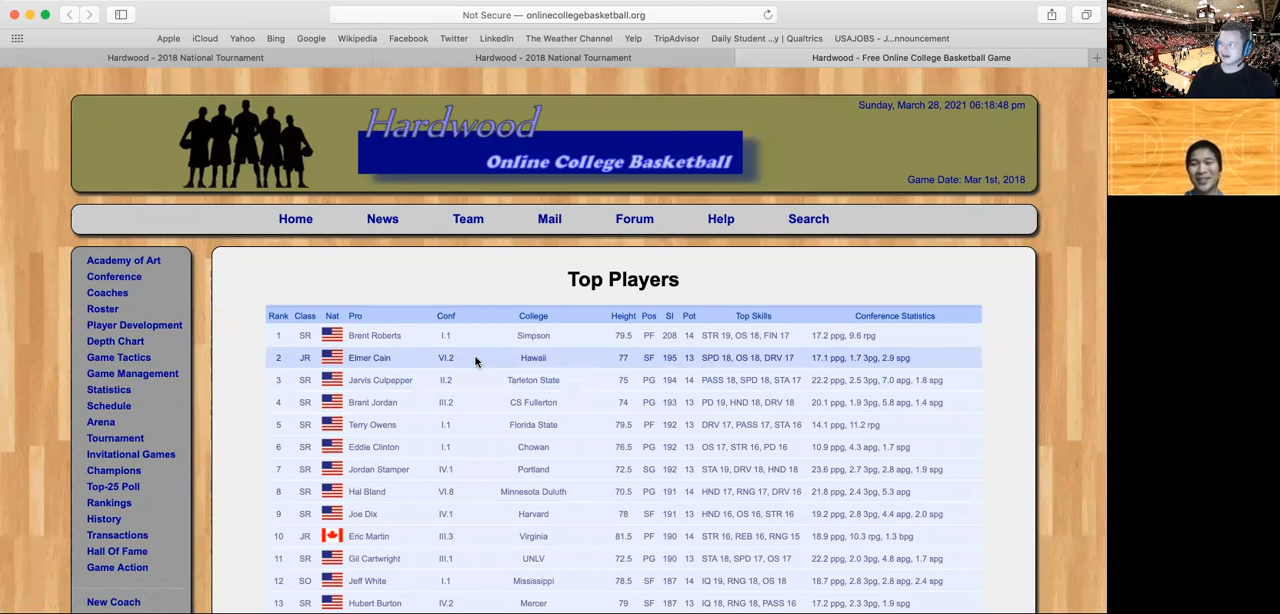 Not Secure — onlinecollegebasketball.org
Apple iCloud Yahoo Bing Google Wikipedia Facebook Twitter LinkedIn The Weather Channel Yelp TripAdvisor Daily Student ...y | Qualtrics USAJOBS - J...nnouncement
Hardwood - 2018 National Tournament Hardwood - 2018 National Tournament Hardwood - Free Online College Basketball Game
Sunday, March 28, 2021 06:18:48 pm
Hardwood
Online College Basketball
Game Date: Mar 1st, 2018
Home News Team Mail Forum Help Search
Academy of Art
Conference
Coaches
Roster
Player Development
Depth Chart
Game Tactics
Game Management
Statistics
Schedule
Arena
Tournament
Invitational Games
Champions
Top-25 Poll
Rankings
History
Transactions
Hall Of Fame
Game Action
New Coach
Top Players
Rank Class Nat Pro Conf College Height Pos SI Pot Top Skills Conference Statistics
1 SR Brent Roberts I.1 Simpson 79.5 PF 208 14 STR 19, OS 18, FIN 17 17.2 ppg, 9.6 rpg
2 JR Elmer Cain VI.2 Hawaii 77 SF 195 13 SPD 18, OS 18, DRV 17 17.1 ppg, 1.7 3pg, 2.9 spg
3 SR Jarvis Culpepper II.2 Tarleton State 75 PG 194 14 PASS 18, SPD 18, STA 17 22.2 ppg, 2.5 3pg, 7.0 apg, 1.8 spg
4 SR Brant Jordan III.2 CS Fullerton 74 PG 193 13 PD 19, HND 18, DRV 18 20.1 ppg, 1.9 3pg, 5.8 apg, 1.4 spg
5 SR Terry Owens I.1 Florida State 79.5 PF 192 13 DRV 17, PASS 17, STA 16 14.1 ppg, 11.2 rpg
6 SR Eddie Clinton I.1 Chowan 76.5 PG 192 13 OS 17, STR 16, PD 16 10.9 ppg, 4.3 apg, 1.7 spg
7 SR Jordan Stamper IV.1 Portland 72.5 SG 192 13 STA 19, DRV 18, HND 18 23.6 ppg, 2.7 3pg, 2.8 apg, 1.9 spg
8 SR Hal Bland VI.8 Minnesota Duluth 70.5 PG 191 14 HND 17, RNG 17, DRV 16 21.8 ppg, 2.4 3pg, 5.3 apg
9 SR Joe Dix IV.1 Harvard 78 SF 191 13 HND 16, OS 16, STR 16 19.2 ppg, 2.8 3pg, 4.4 apg, 2.0 spg
10 JR Eric Martin III.3 Virginia 81.5 PF 190 14 STR 16, REB 16, RNG 15 18.9 ppg, 10.3 rpg, 1.3 bpg
11 SR Gil Cartwright III.1 UNLV 72.5 PG 190 13 STA 18, SPD 17, OS 17 22.2 ppg, 2.0 3pg, 4.8 apg, 1.7 spg
12 SO Jeff White I.1 Mississippi 78.5 SF 187 14 IQ 19, RNG 18, OS 18 18.7 ppg, 2.8 3pg, 2.8 apg, 2.4 spg
13 SR Hubert Burton IV.2 Mercer 79 SF 187 13 IQ 18, RNG 18, PASS 16 17.2 ppg, 2.3 3pg, 1.9 spg